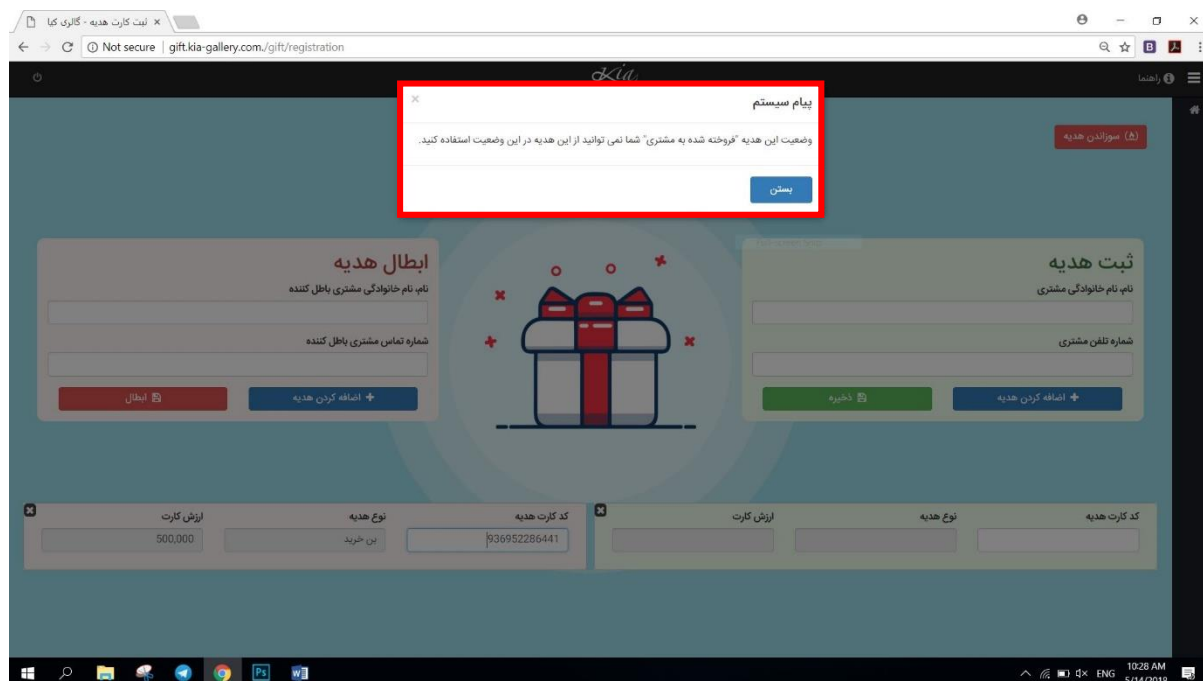 ثبت کارت هدیه - گالری کیا
Not secure | gift.kia-gallery.com./gift/registration
Kia
راهنما
پیام سیستم
وضعیت این هدیه "فروخته شده به مشتری" شما نمی توانید از این هدیه در این وضعیت استفاده کنید.
بستن
سوزاندن هدیه
ثبت هدیه
نام، نام خانوادگی مشتری
شماره تلفن مشتری
اضافه کردن هدیه
ذخیره
ابطال هدیه
نام، نام خانوادگی مشتری باطل کننده
شماره تماس مشتری باطل کننده
اضافه کردن هدیه
ابطال
کد کارت هدیه
نوع هدیه
ارزش کارت
کد کارت هدیه
نوع هدیه
ارزش کارت
936952286441
بن خرید
500,000
ENG
10:28 AM
5/14/2018